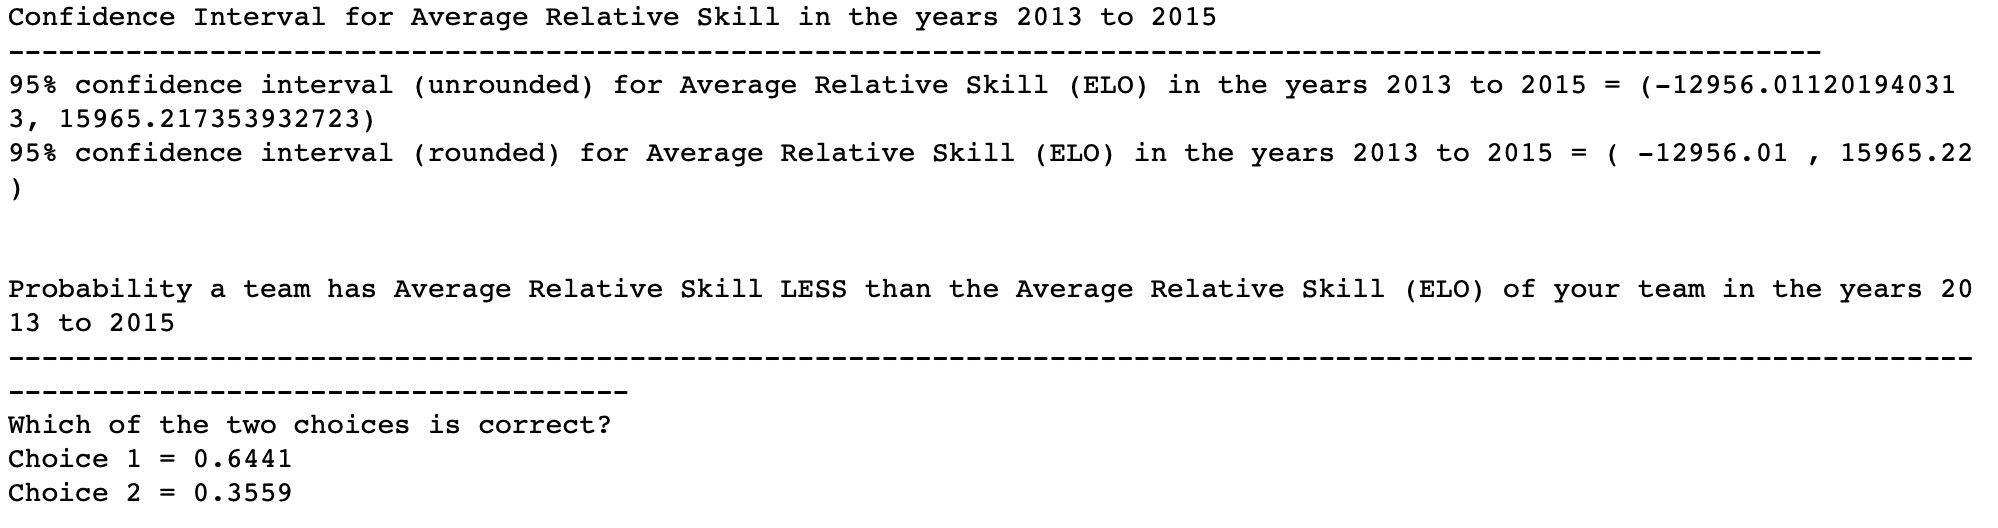 Confidence Interval for Average Relative Skill in the years 2013 to 2015
------------------------------------------------------------------------------------------------------------
95% confidence interval (unrounded) for Average Relative Skill (ELO) in the years 2013 to 2015 = (-12956.01120194031
3, 15965.217353932723)
95% confidence interval (rounded) for Average Relative Skill (ELO) in the years 2013 to 2015 = ( -12956.01 , 15965.22
)
Probability a team has Average Relative Skill LESS than the Average Relative Skill (ELO) of your team in the years 20
13 to 2015
---------------------------------------------------------------------------------------------------------------------
-------------------------------------
Which of the two choices is correct?
Choice 1 = 0.6441
Choice 2 = 0.3559